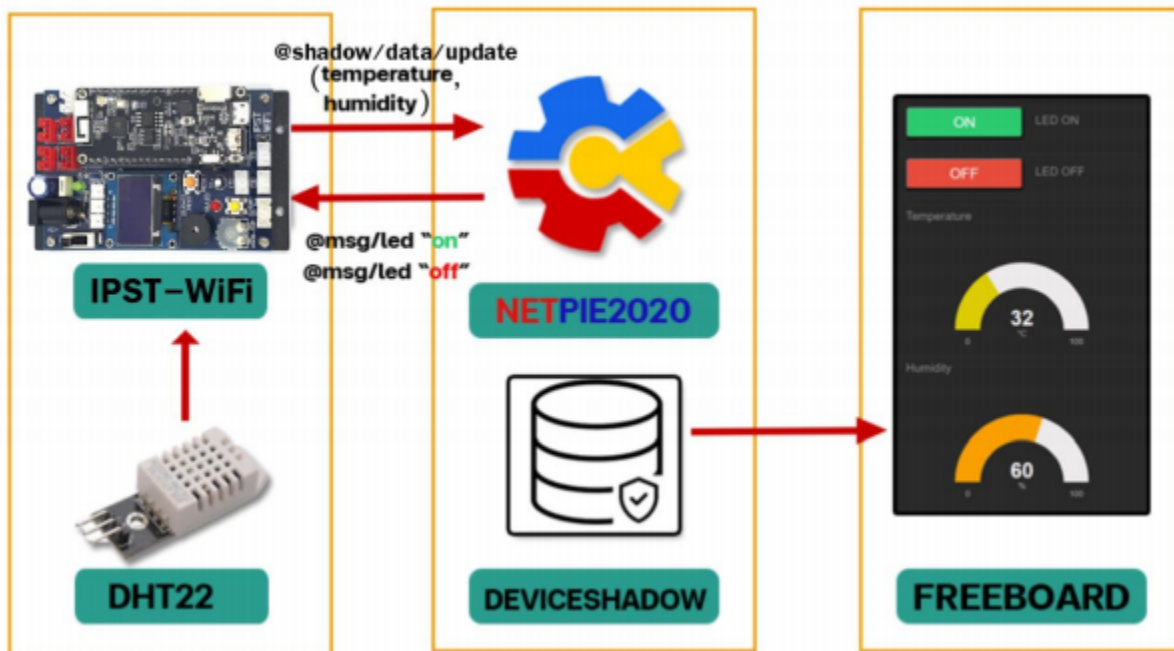 @shadow/data/update
(temperature,
humidity)
@msg/led "on"
@msg/led "off"
IPST-WiFi
DHT22
NETPIE2020
DEVICESHADOW
ON
LED ON
OFF
LED OFF
Temperature
32
°C
0
100
Humidity
60
%
0
100
FREEBOARD